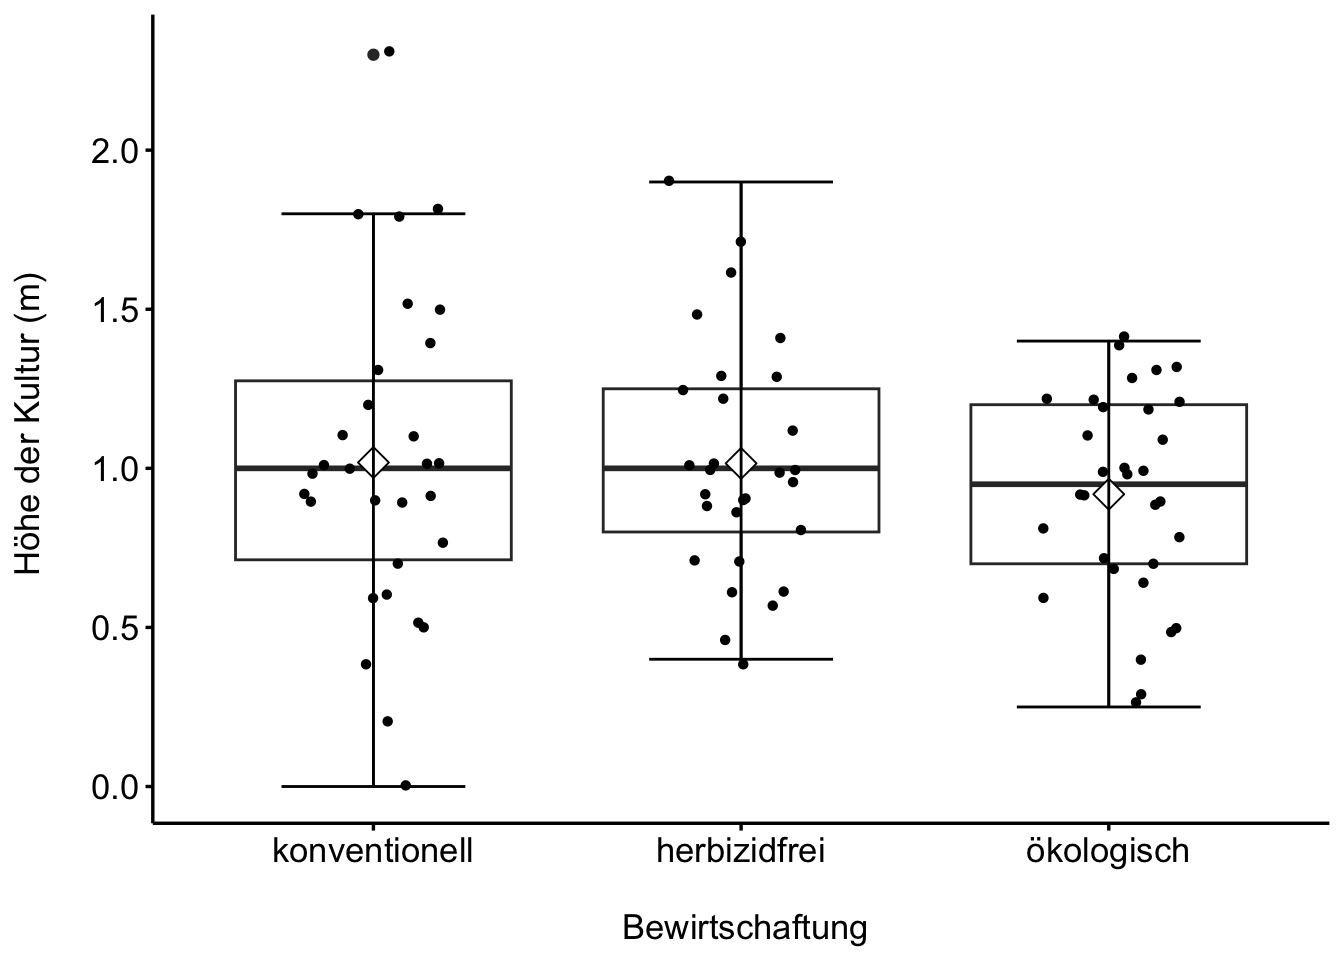 Höhe der Kultur (m)
2.0
1.5
1.0
0.5
0.0
konventionell herbizidfrei ökologisch
Bewirtschaftung